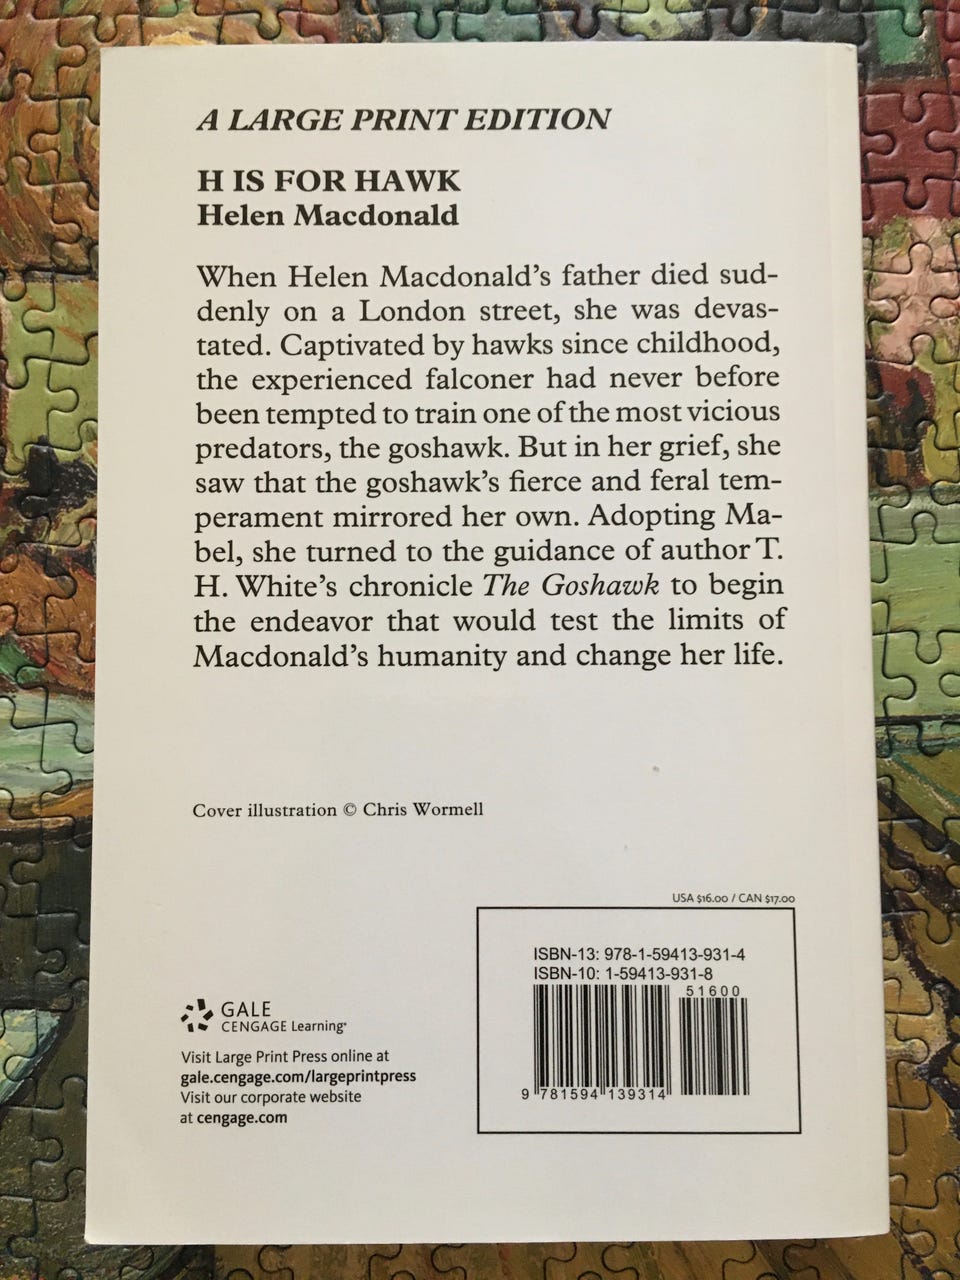 A LARGE PRINT EDITION
H IS FOR HAWK
Helen Macdonald
When Helen Macdonald's father died sud-
denly on a London street, she was devas-
tated. Captivated by hawks since childhood,
the experienced falconer had never before
been tempted to train one of the most vicious
predators, the goshawk. But in her grief, she
saw that the goshawk's fierce and feral tem-
perament mirrored her own. Adopting Ma-
bel, she turned to the guidance of author T.
H. White's chronicle The Goshawk to begin
the endeavor that would test the limits of
Macdonald's humanity and change her life.
Cover illustration © Chris Wormell
USA $16.00 / CAN $17.00
ISBN-13: 978-1-59413-931-4
ISBN-10: 1-59413-931-8
51600
9 781594 139314
GALE
CENGAGE Learning®
Visit Large Print Press online at
gale.cengage.com/largeprintpress
Visit our corporate website
at cengage.com